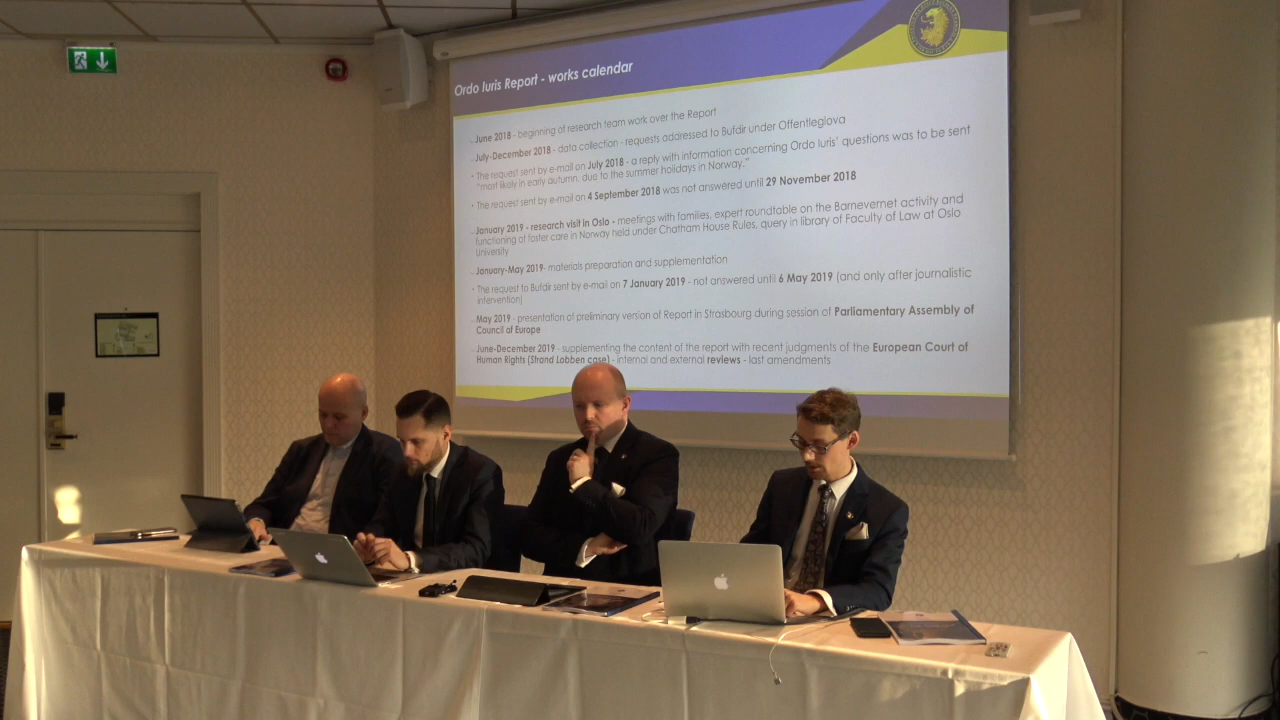 Ordo Iuris Report - works calendar
- June 2018 - beginning of research team work over the Report
- July-December 2018 - data collection - requests addressed to Bufdir under Offentleglova
• The request sent by e-mail on July 2018 - a reply with information concerning Ordo Iuris' questions was to be sent
"most likely in early autumn, due to the summer holidays in Norway."
• The request sent by e-mail on 4 September 2018 was not answered until 29 November 2018
- January 2019 - research visit in Oslo - meetings with families, expert roundtable on the Barnevernet activity and
functioning of foster care in Norway held under Chatham House Rules, query in library of Faculty of Law at Oslo
University
- January-May 2019- materials preparation and supplementation
• The request to Bufdir sent by e-mail on 7 January 2019 - not answered until 6 May 2019 (and only after journalistic
intervention)
- May 2019 - presentation of preliminary version of Report in Strasbourg during session of Parliamentary Assembly of
Council of Europe
- June-December 2019 - supplementing the content of the report with recent judgments of the European Court of
Human Rights (Strand Lobben case) - internal and external reviews - last amendments